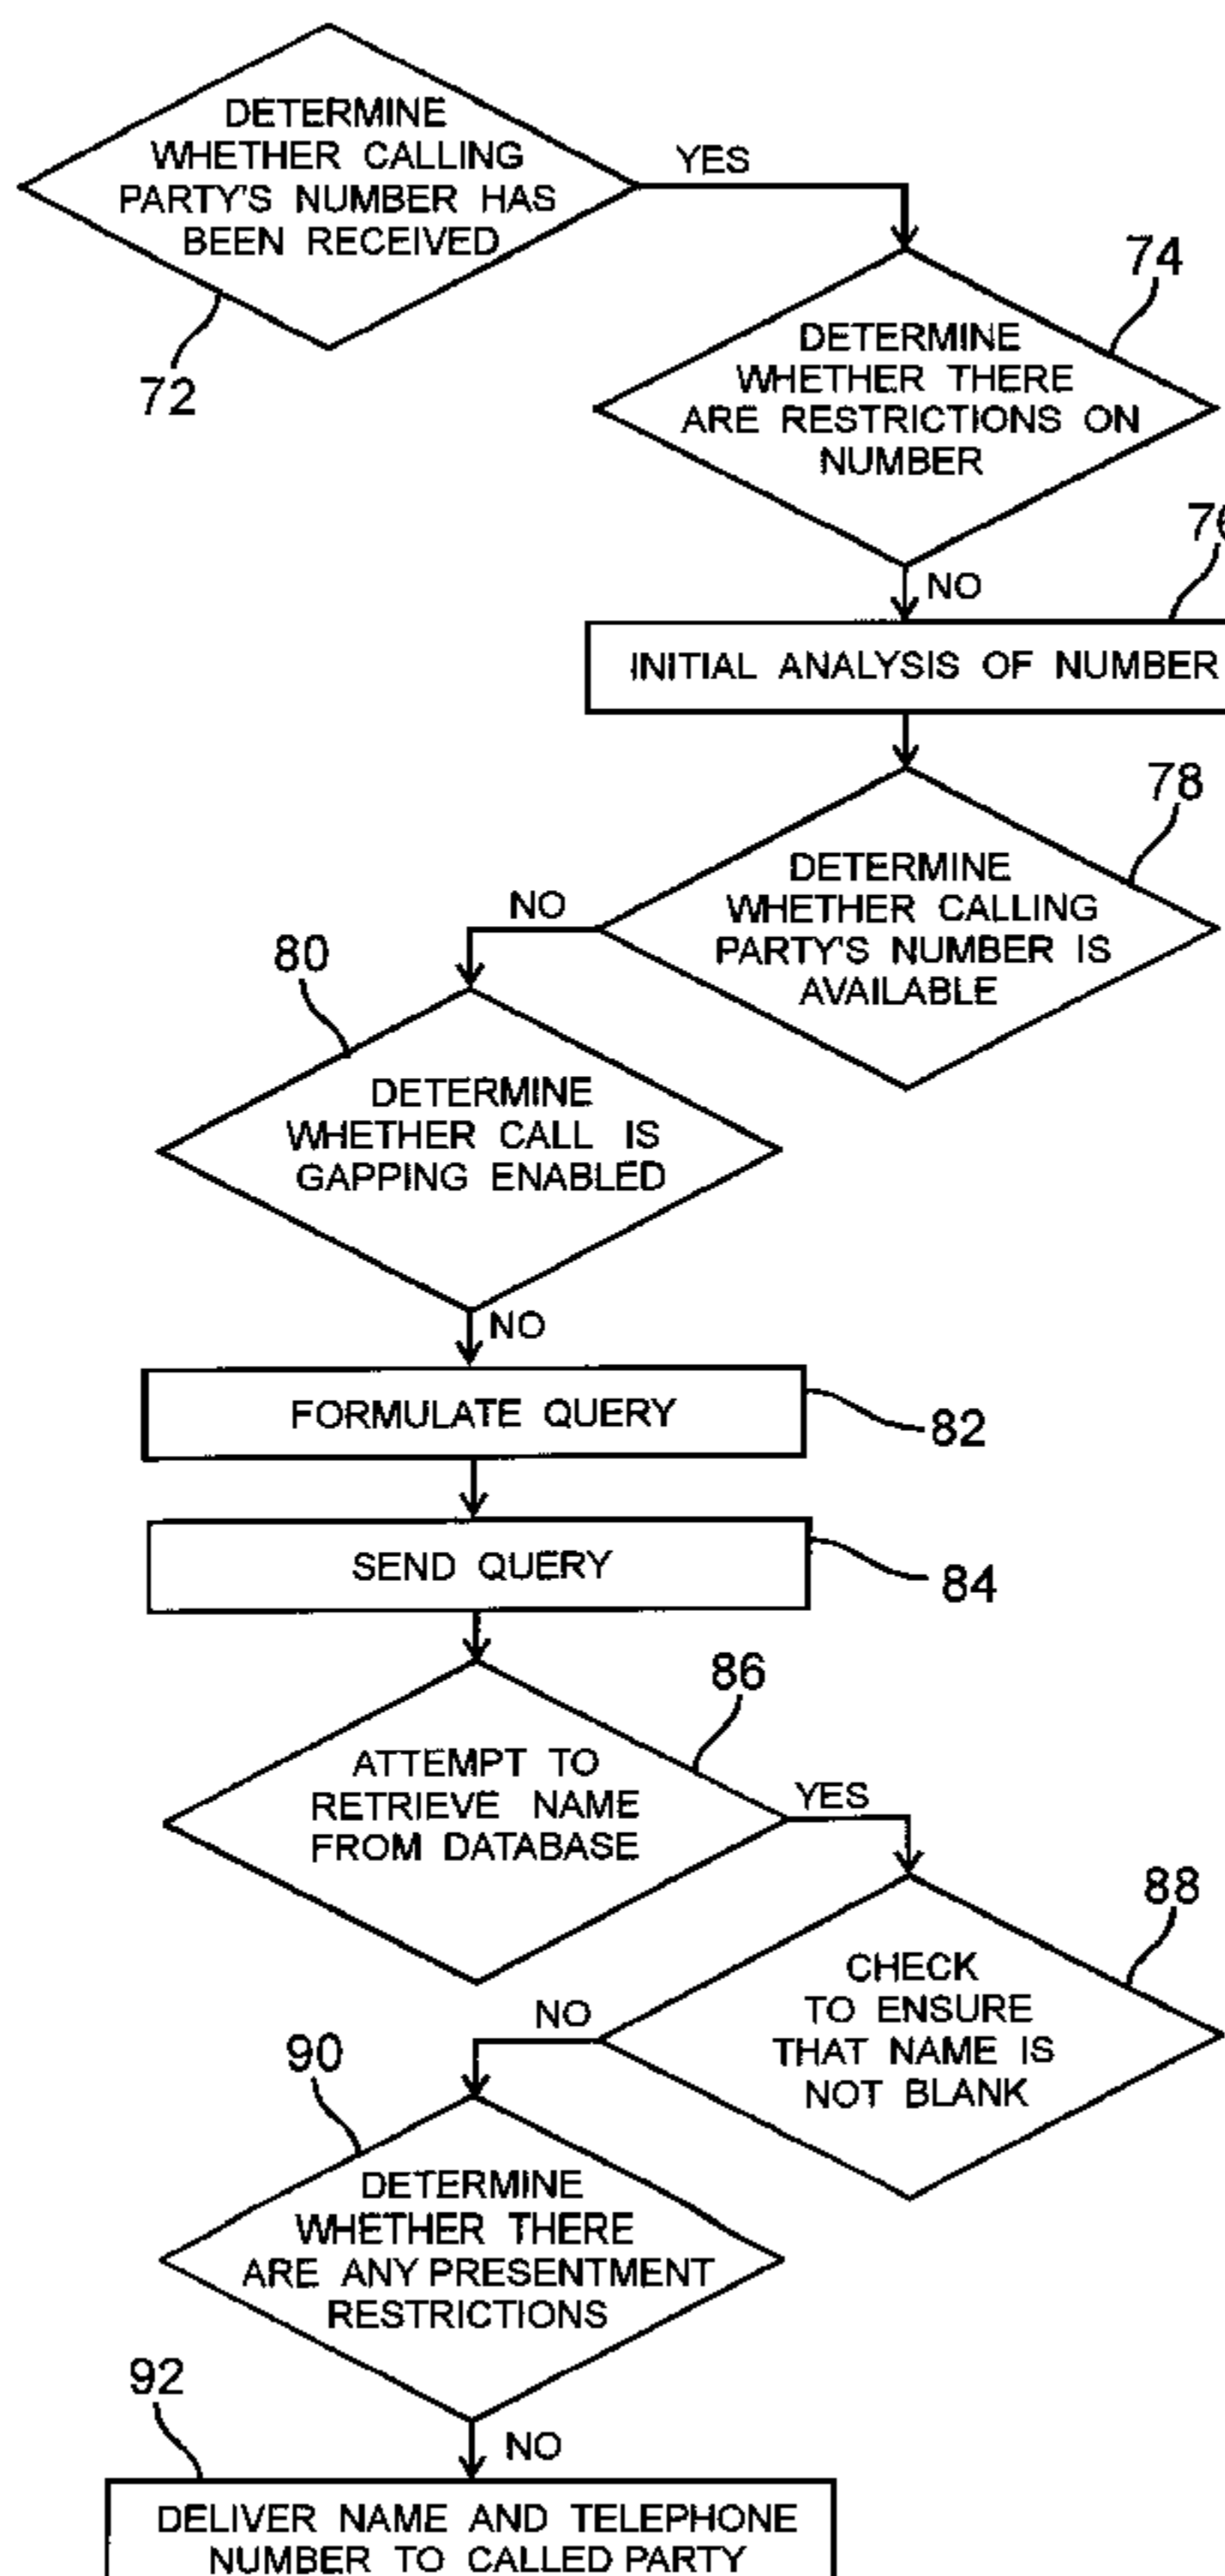 DETERMINE
WHETHER CALLING
PARTY'S NUMBER HAS
BEEN RECEIVED
YES
72
74
DETERMINE
WHETHER THERE
ARE RESTRICTIONS ON
NUMBER
NO
76
INITIAL ANALYSIS OF NUMBER
78
DETERMINE
WHETHER CALLING
PARTY'S NUMBER IS
AVAILABLE
NO
80
DETERMINE
WHETHER CALL IS
GAPPING ENABLED
NO
FORMULATE QUERY
82
SEND QUERY
84
86
ATTEMPT TO
RETRIEVE NAME
FROM DATABASE
YES
88
CHECK
TO ENSURE
THAT NAME IS
NOT BLANK
NO
90
DETERMINE
WHETHER THERE
ARE ANY PRESENTMENT
RESTRICTIONS
NO
92
DELIVER NAME AND TELEPHONE
NUMBER TO CALLED PARTY